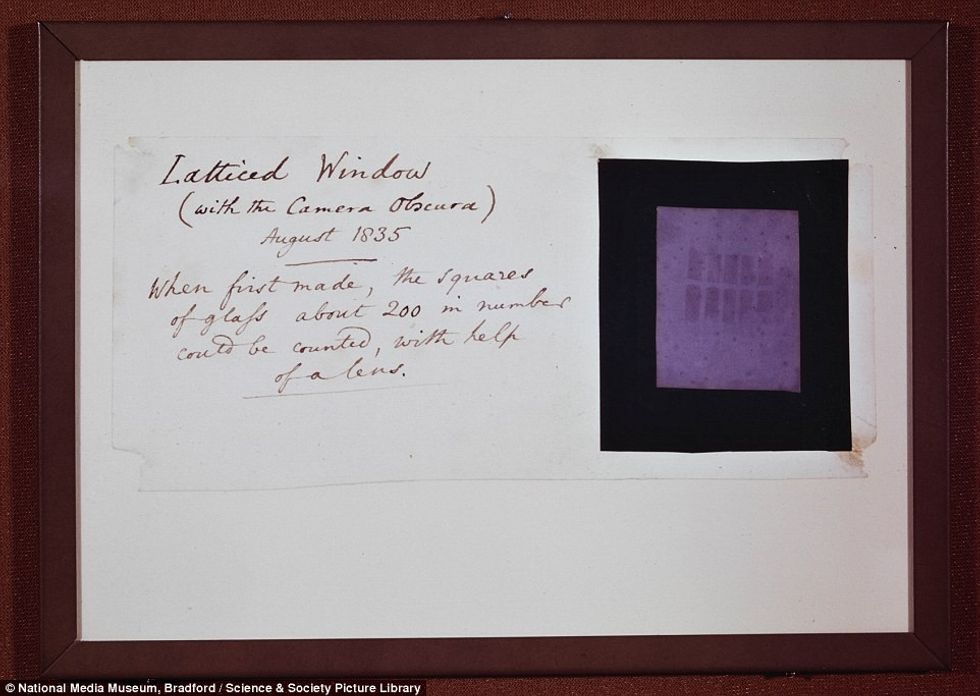 Latticed Window
(with the Camera Obscura)
August 1835
When first made, the squares
of glaſs about 200 in number
could be counted, with help
of a lens.
© National Media Museum, Bradford / Science & Society Picture Library